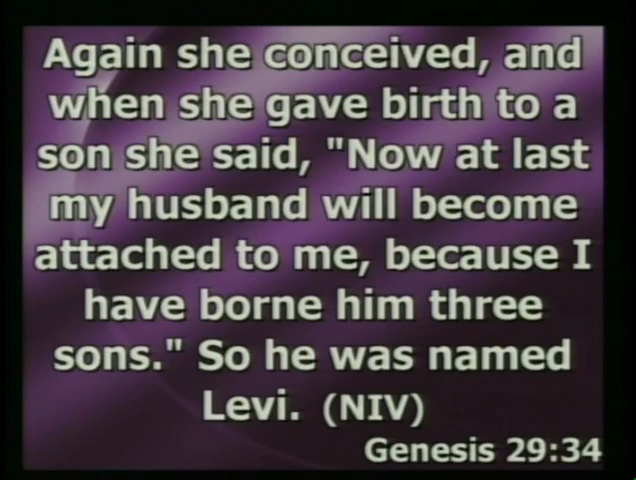 Again she conceived, and
when she gave birth to a
son she said, "Now at last
my husband will become
attached to me, because I
have borne him three
sons." So he was named
Levi. (NIV)
Genesis 29:34